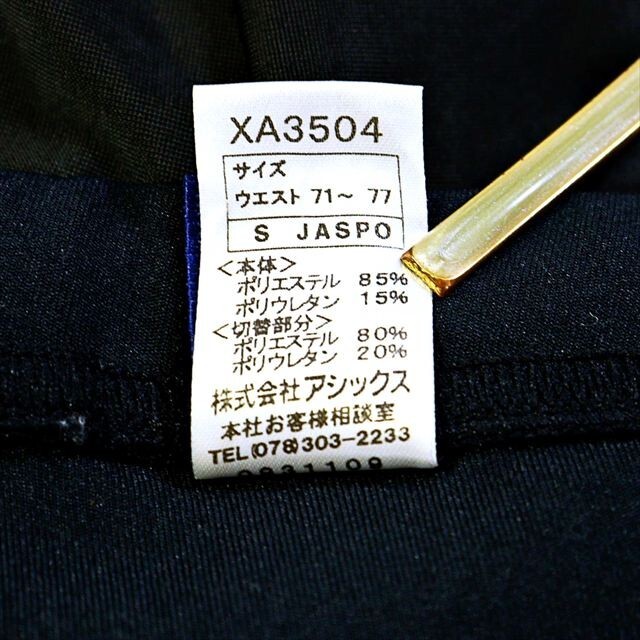 XA3504
サイズ
ウエスト 71〜 77
S JASPO
<本体>
ポリエステル 85%
ポリウレタン 15%
<切替部分>
ポリエステル 80%
ポリウレタン 20%
株式会社アシックス
本社お客様相談室
TEL(078)303-2233